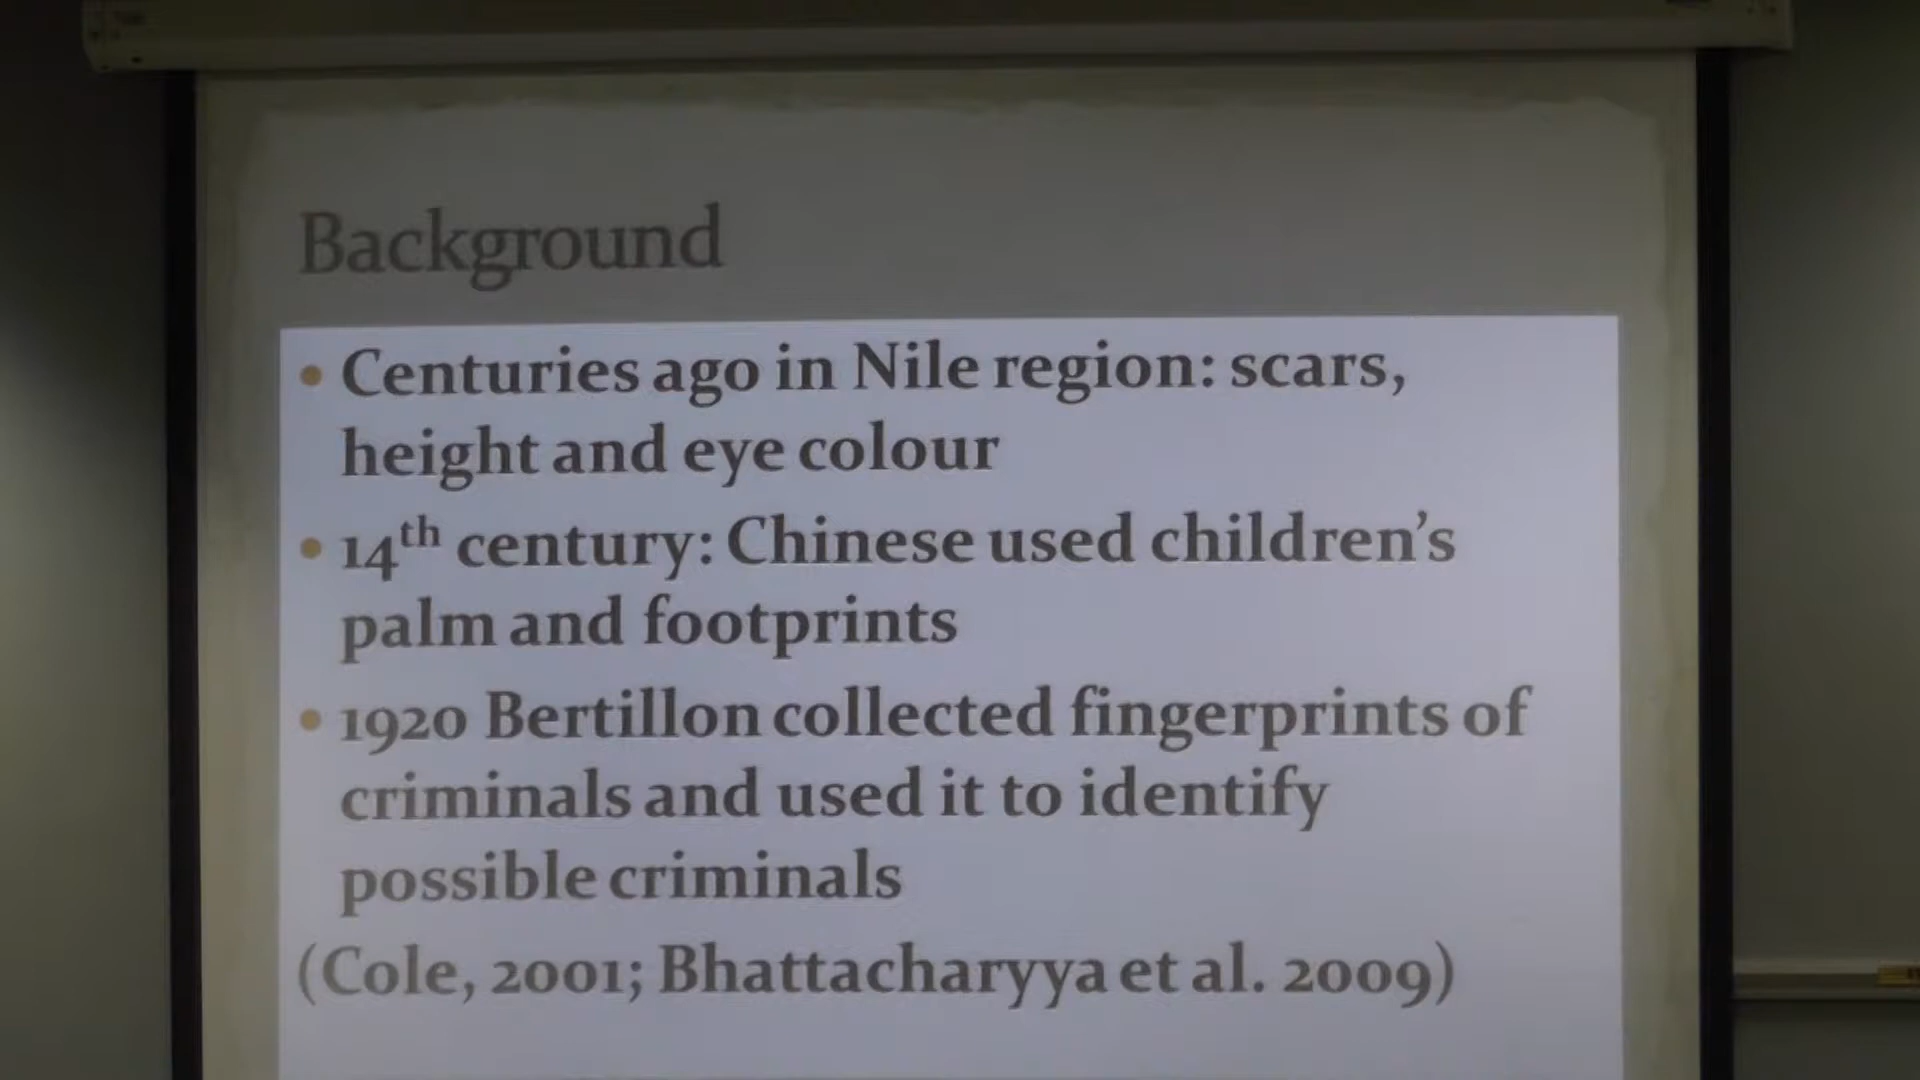 Background
• Centuries ago in Nile region: scars,
height and eye colour
• 14th century: Chinese used children's
palm and footprints
• 1920 Bertillon collected fingerprints of
criminals and used it to identify
possible criminals
(Cole, 2001; Bhattacharyya et al. 2009)